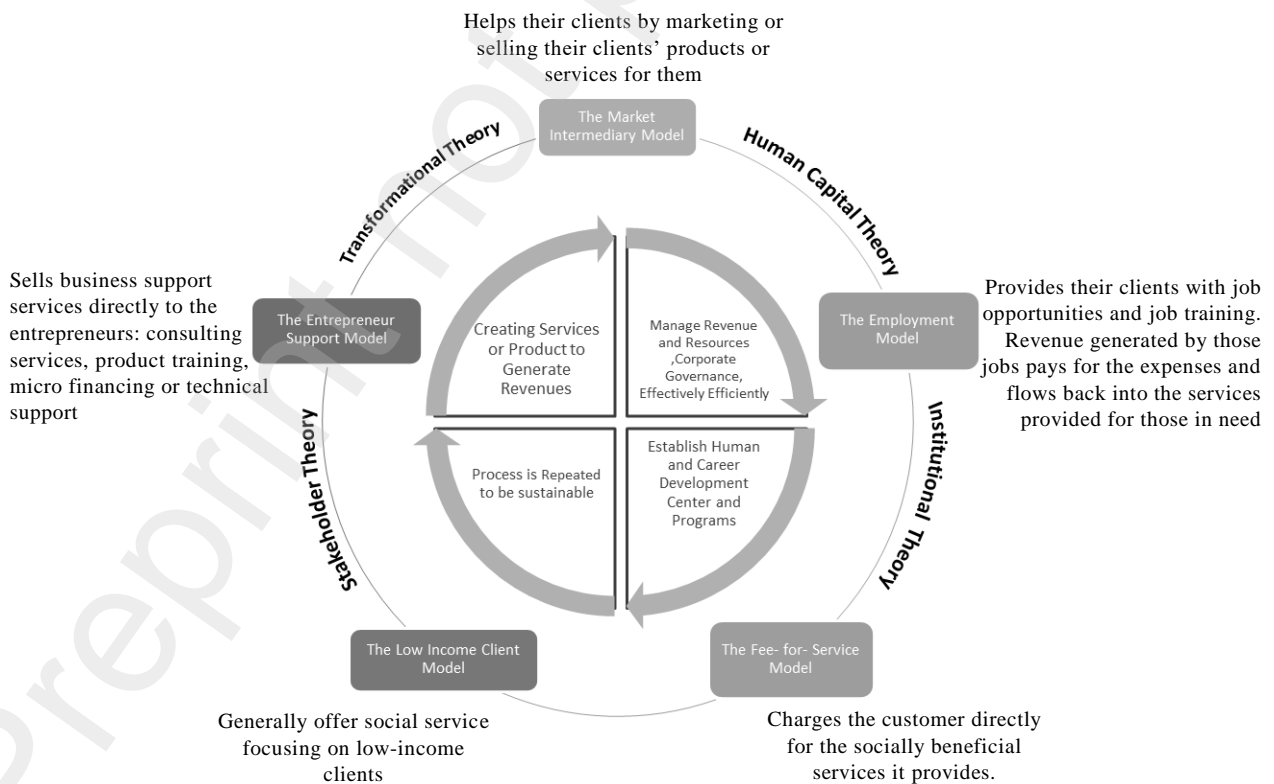 Helps their clients by marketing or
selling their clients’ products or
services for them
The Market
Intermediary Model
Transformational Theory
Human Capital Theory
Sells business support
services directly to the
entrepreneurs: consulting
services, product training,
micro financing or technical
support
The Entrepreneur
Support Model
Creating Services
or Product to
Generate
Revenues
Manage Revenue
and Resources
,Corporate
Governance,
Effectively Efficiently
The Employment
Model
Provides their clients with job
opportunities and job training.
Revenue generated by those
jobs pays for the expenses and
flows back into the services
provided for those in need
Stakeholder Theory
Process is Repeated
to be sustainable
Establish Human
and Career
Development
Center and
Programs
Institutional Theory
The Low Income Client
Model
The Fee- for- Service
Model
Generally offer social service
focusing on low-income
clients
Charges the customer directly
for the socially beneficial
services it provides.
Preprint not